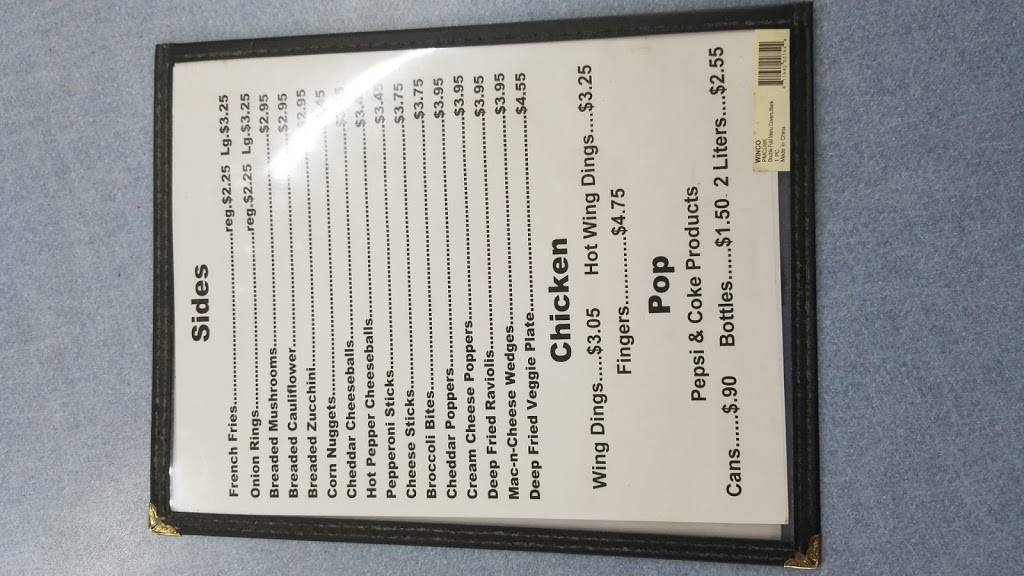 Sides
French Fries..............................reg.$2.25 Lg.$3.25
Onion Rings..............................reg.$2.25 Lg.$3.25
Breaded Mushrooms........................................$2.95
Breaded Cauliflower........................................$2.95
Breaded Zucchini........................................$2.95
Corn Nuggets........................................
Cheddar Cheeseballs........................................
Hot Pepper Cheeseballs........................................
Pepperoni Sticks........................................$3.45
Cheese Sticks........................................$3.75
Broccoli Bites........................................$3.75
Cheddar Poppers........................................$3.95
Cream Cheese Poppers........................................$3.95
Deep Fried Raviolis........................................$3.95
Mac-n-Cheese Wedges........................................$3.95
Deep Fried Veggie Plate........................................$4.55
Chicken
Wing Dings.....$3.05 Hot Wing Dings....$3.25
Fingers............$4.75
Pop
Pepsi & Coke Products
Cans......$.90 Bottles.....$1.50 2 Liters....$2.55
WINCO
Made in China